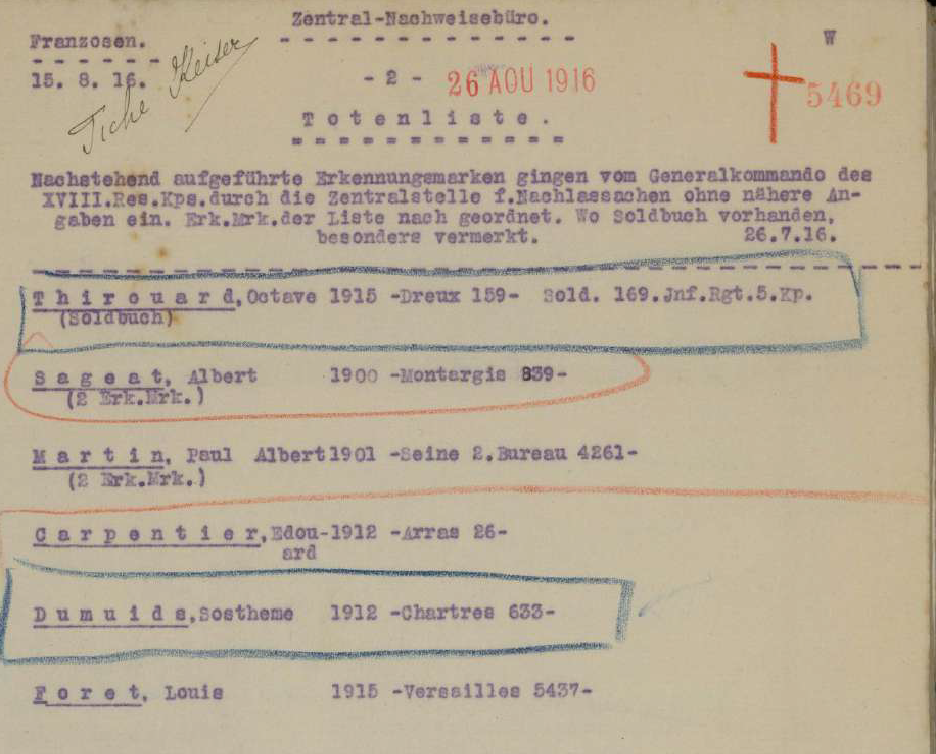 Zentral-Nachweisebüro.
Franzosen.
W
15. 8. 16.
- 2 -
26 AOU 1916
5469
Fiche Keiser
Totenliste.
Nachstehend aufgeführte Erkennungsmarken gingen vom Generalkommando des
XVIII.Res.Kps.durch die Zentralstelle f.Nachlassachen ohne nähere An-
gaben ein. Erk.Mrk.der Liste nach geordnet. Wo Soldbuch vorhanden,
besonders vermerkt. 26.7.16.
Thirouard,Octave 1915 -Dreux 159- Sold. 169.Jnf.Rgt.5.Kp.
(Soldbuch)
Sageat, Albert 1900 -Montargis 839-
(2 Erk.Mrk.)
Martin, Paul Albert 1901 -Seine 2.Bureau 4261-
(2 Erk.Mrk.)
Carpentier,Edou- 1912 -Arras 26-
ard
Dumuids,Sostheme 1912 -Chartres 633-
Foret, Louis 1915 -Versailles 5437-